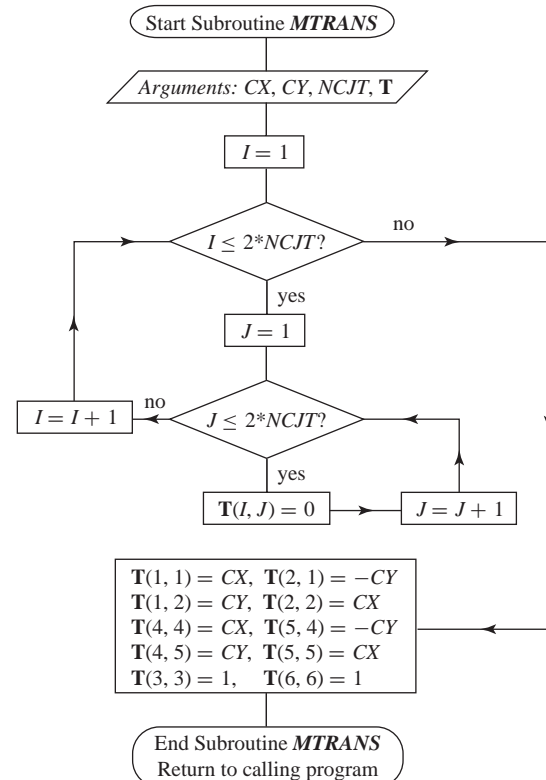 Start Subroutine MTRANS
Arguments: CX, CY, NCJT, T
I = 1
I ≤ 2*NCJT?
no
yes
J = 1
I = I + 1
no
J ≤ 2*NCJT?
yes
T(I, J) = 0
J = J + 1
T(1, 1) = CX, T(2, 1) = −CY
T(1, 2) = CY, T(2, 2) = CX
T(4, 4) = CX, T(5, 4) = −CY
T(4, 5) = CY, T(5, 5) = CX
T(3, 3) = 1, T(6, 6) = 1
End Subroutine MTRANS
Return to calling program